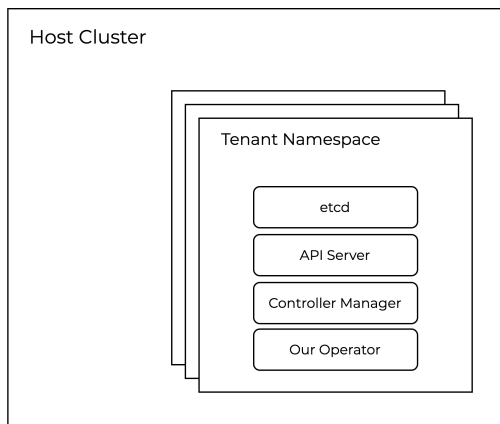 Host Cluster
Tenant Namespace
etcd
API Server
Controller Manager
Our Operator